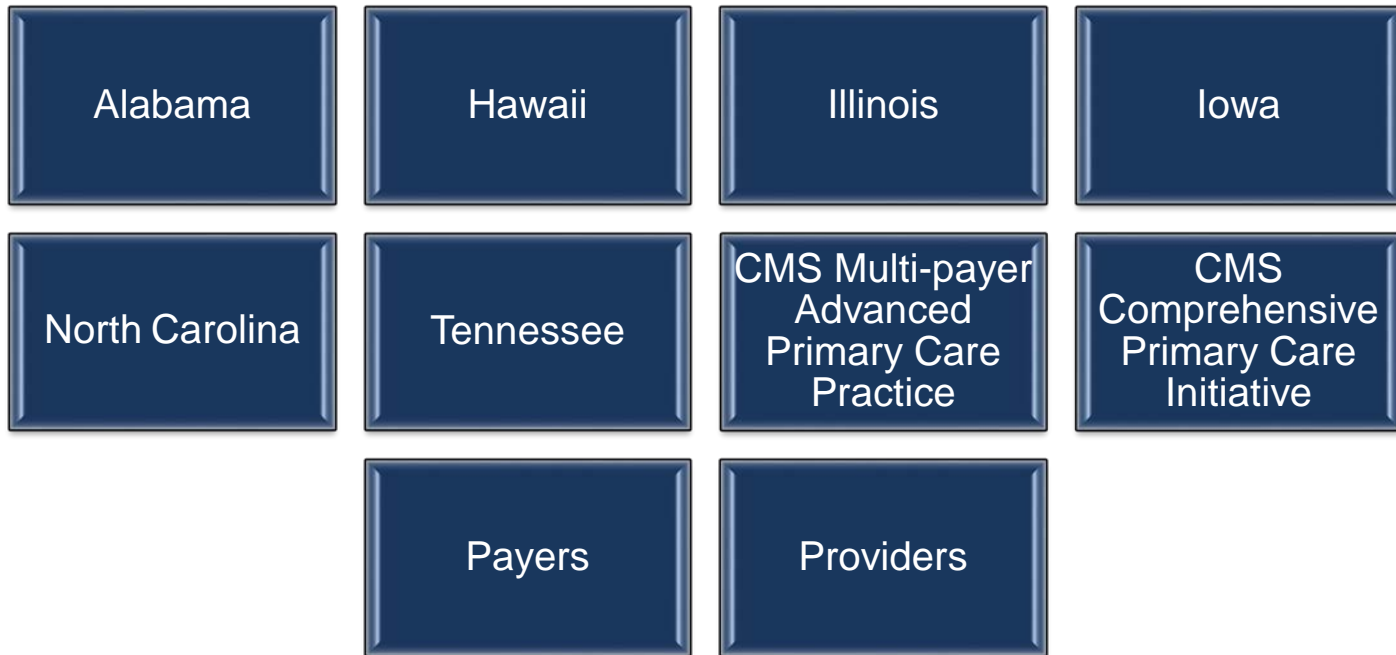 Alabama
Hawaii
Illinois
Iowa
North Carolina
Tennessee
CMS Multi-payer
Advanced
Primary Care
Practice
CMS
Comprehensive
Primary Care
Initiative
Payers
Providers